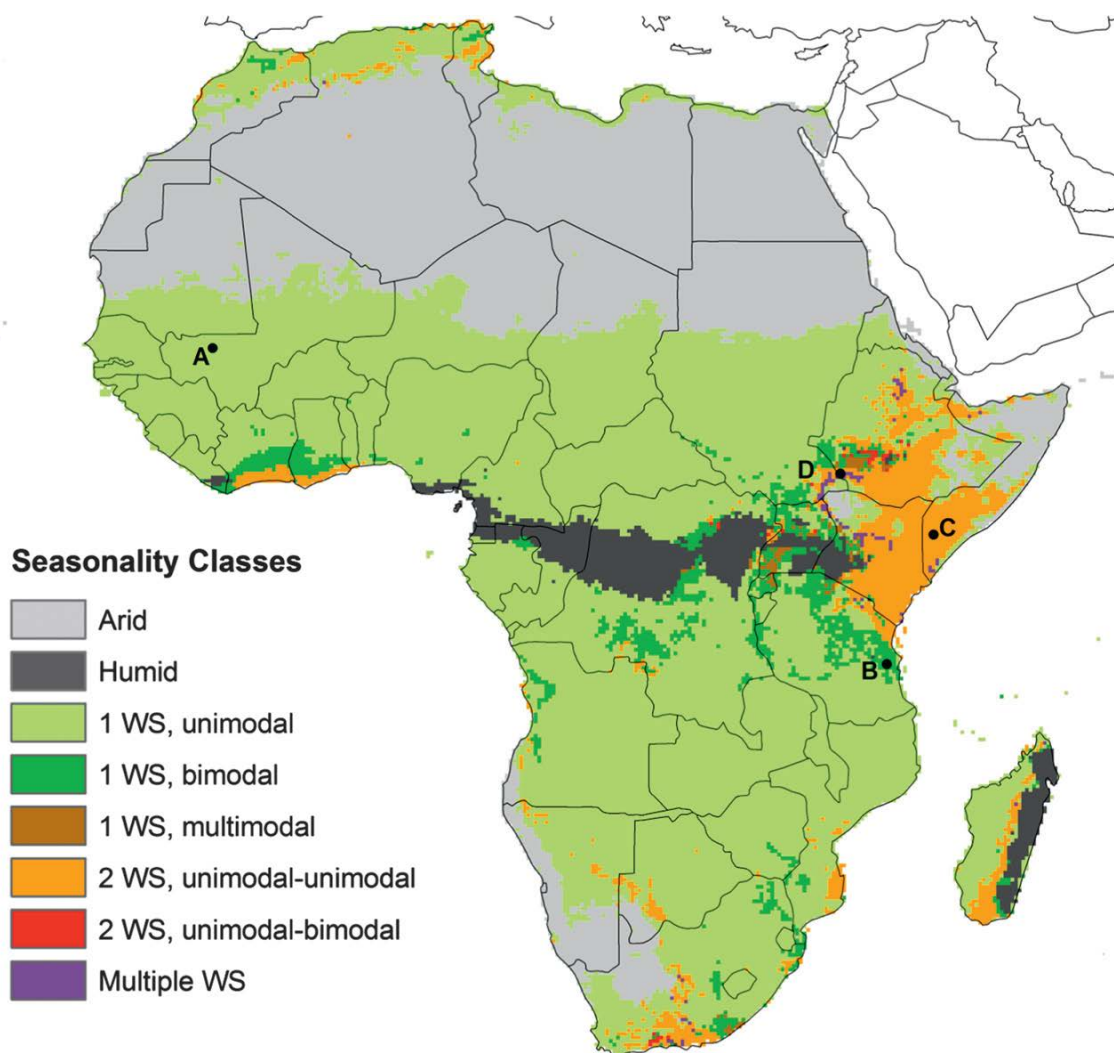 A
D
C
B
Seasonality Classes
Arid
Humid
1 WS, unimodal
1 WS, bimodal
1 WS, multimodal
2 WS, unimodal-unimodal
2 WS, unimodal-bimodal
Multiple WS